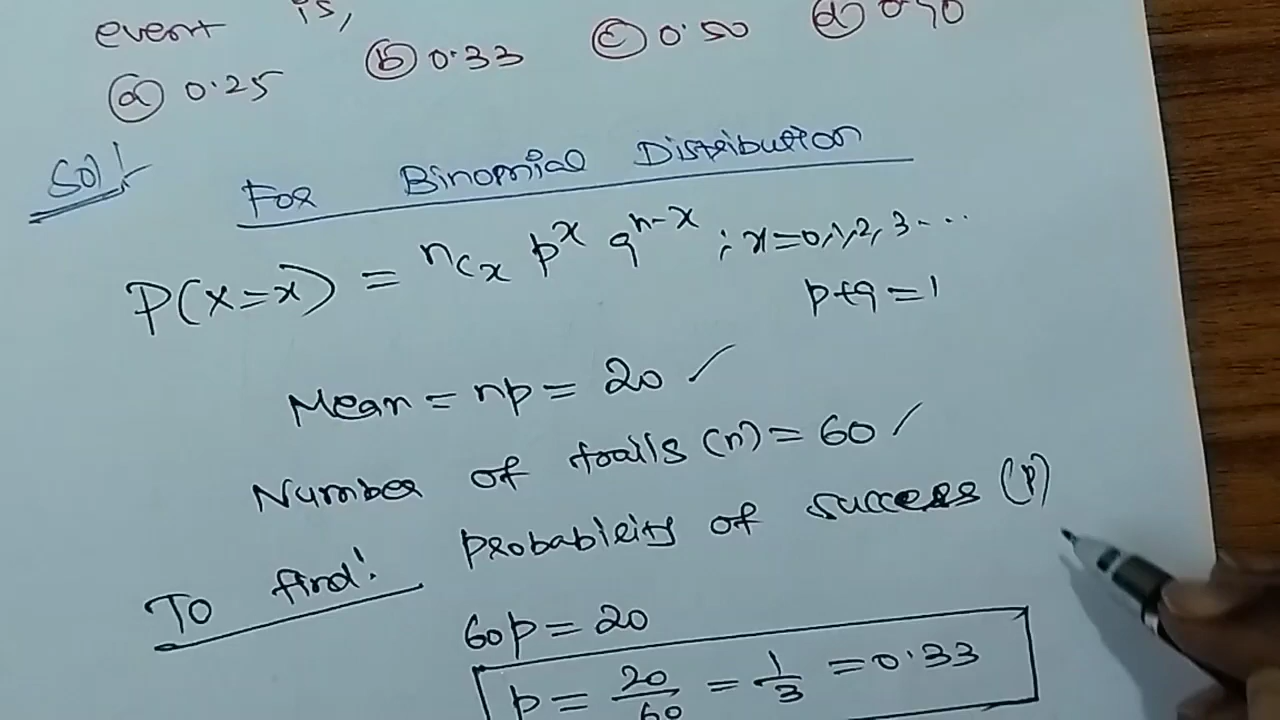 event is,
(a) 0.25 (b) 0.33 (c) 0.50 (d)
Sol:
For Binomial Distribution
P(X=x) = nCx p^x q^n-x ; x=0,1,2,3...
p+q=1
Mean = np = 20 ✓
Number of trails (n) = 60 ✓
To find: Probability of success (P)
60p = 20
p = 20/60 = 1/3 = 0.33